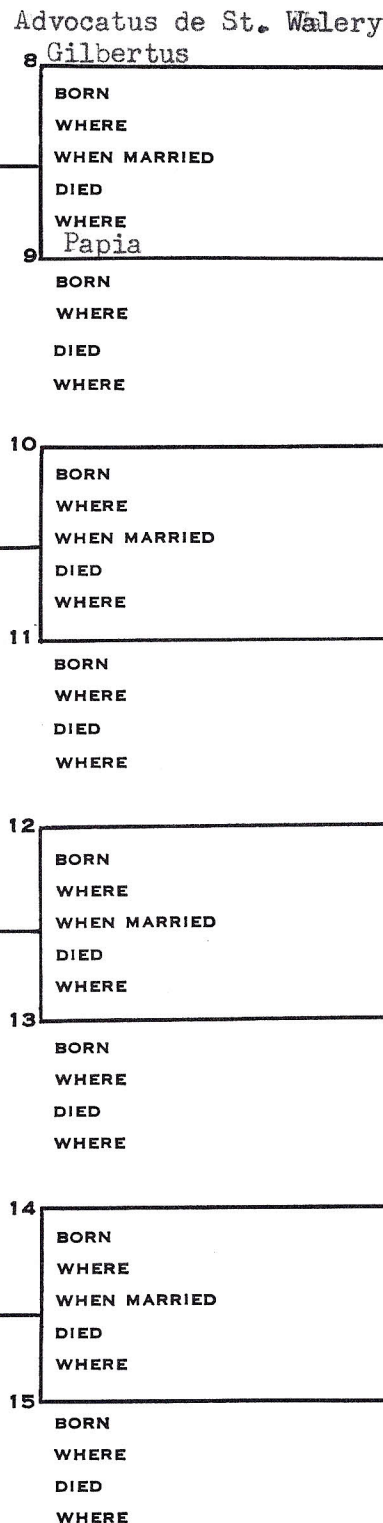 Advocatus de St. Walery
8 Gilbertus
BORN
WHERE
WHEN MARRIED
DIED
WHERE
9 Papia
BORN
WHERE
DIED
WHERE
10
BORN
WHERE
WHEN MARRIED
DIED
WHERE
11
BORN
WHERE
DIED
WHERE
12
BORN
WHERE
WHEN MARRIED
DIED
WHERE
13
BORN
WHERE
DIED
WHERE
14
BORN
WHERE
WHEN MARRIED
DIED
WHERE
15
BORN
WHERE
DIED
WHERE